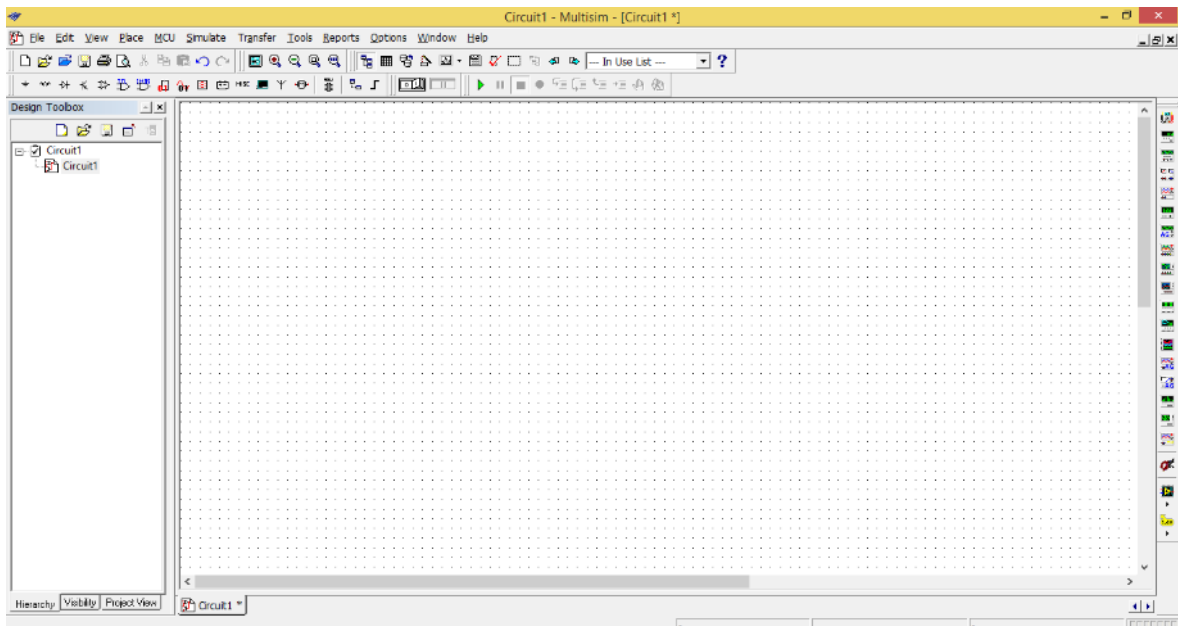 Circuit1 - Multisim - [Circuit1 *]
File Edit View Place MCU Simulate Transfer Tools Reports Options Window Help
--- In Use List ---
Design Toolbox
Circuit1
Circuit1
Hierarchy Visibility Project View
Circuit1 *